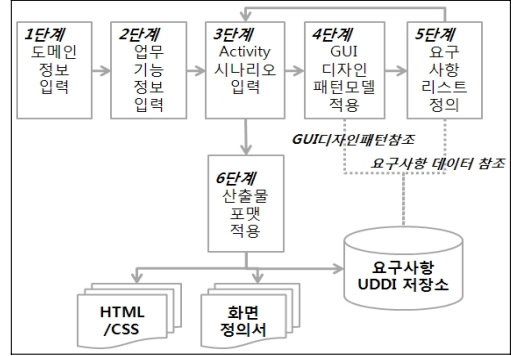 1단계
도메인
정보
입력
2단계
업무
기능
정보
입력
3단계
Activity
시나리오
입력
4단계
GUI
디자인
패턴모델
적용
5단계
요구
사항
리스트
정의
GUI디자인패턴참조
요구사항 데이터 참조
6단계
산출물
포맷
적용
요구사항
UDDI 저장소
HTML
/CSS
화면
정의서